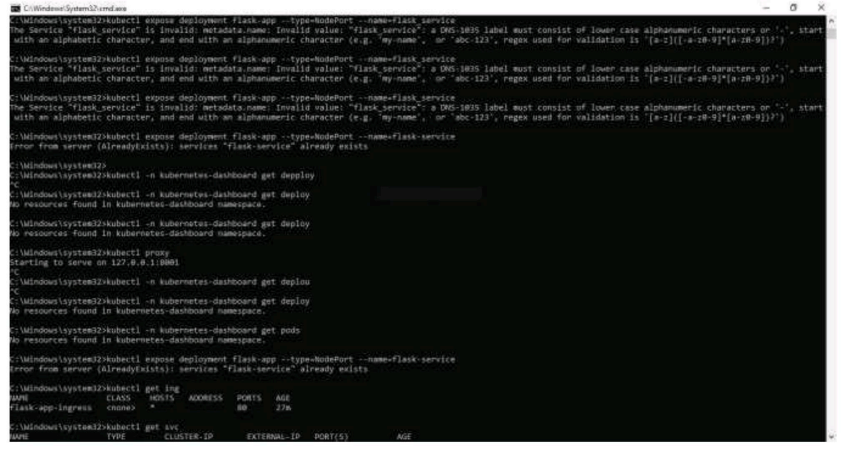 C:\Windows\System32\cmd.exe
C:\Windows\system32>kubectl expose deployment flask-app --type=NodePort --name=flask_service
The Service "flask_service" is invalid: metadata.name: Invalid value: "flask_service": a DNS-1035 label must consist of lower case alphanumeric characters or '-', start
with an alphabetic character, and end with an alphanumeric character (e.g. 'my-name',  or 'abc-123', regex used for validation is '[a-z]([-a-z0-9]*[a-z0-9])?')
C:\Windows\system32>kubectl expose deployment flask-app --type=NodePort --name=flask_service
The Service "flask_service" is invalid: metadata.name: Invalid value: "flask_service": a DNS-1035 label must consist of lower case alphanumeric characters or '-', start
with an alphabetic character, and end with an alphanumeric character (e.g. 'my-name',  or 'abc-123', regex used for validation is '[a-z]([-a-z0-9]*[a-z0-9])?')
C:\Windows\system32>kubectl expose deployment flask-app --type=NodePort --name=flask_service
The Service "flask_service" is invalid: metadata.name: Invalid value: "flask_service": a DNS-1035 label must consist of lower case alphanumeric characters or '-', start
with an alphabetic character, and end with an alphanumeric character (e.g. 'my-name',  or 'abc-123', regex used for validation is '[a-z]([-a-z0-9]*[a-z0-9])?')
C:\Windows\system32>kubectl expose deployment flask-app --type=NodePort --name=flask-service
Error from server (AlreadyExists): services "flask-service" already exists
C:\Windows\system32>
C:\Windows\system32>kubectl -n kubernetes-dashboard get depploy
^C
C:\Windows\system32>kubectl -n kubernetes-dashboard get deploy
No resources found in kubernetes-dashboard namespace.
C:\Windows\system32>kubectl -n kubernetes-dashboard get deploy
No resources found in kubernetes-dashboard namespace.
C:\Windows\system32>kubectl proxy
Starting to serve on 127.0.0.1:8001
^C
C:\Windows\system32>kubectl -n kubernetes-dashboard get deplou
^C
C:\Windows\system32>kubectl -n kubernetes-dashboard get deploy
No resources found in kubernetes-dashboard namespace.
C:\Windows\system32>kubectl -n kubernetes-dashboard get pods
No resources found in kubernetes-dashboard namespace.
C:\Windows\system32>kubectl expose deployment flask-app --type=NodePort --name=flask-service
Error from server (AlreadyExists): services "flask-service" already exists
C:\Windows\system32>kubectl get ing
NAME CLASS HOSTS ADDRESS PORTS AGE
flask-app-ingress <none> * 80 27m
C:\Windows\system32>kubectl get svc
NAME TYPE CLUSTER-IP EXTERNAL-IP PORT(S) AGE